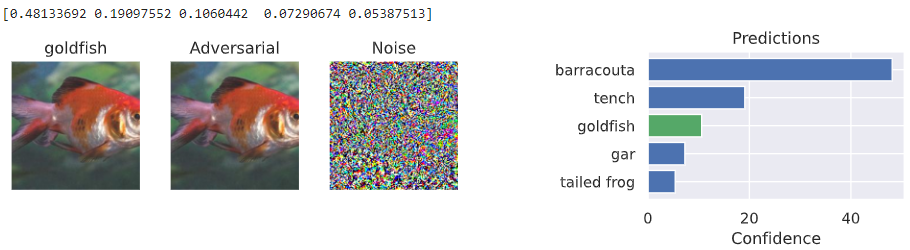 [0.48133692 0.19097552 0.1060442  0.07290674 0.05387513]
goldfish
Adversarial
Noise
Predictions
barracouta
tench
goldfish
gar
tailed frog
0 20 40
Confidence